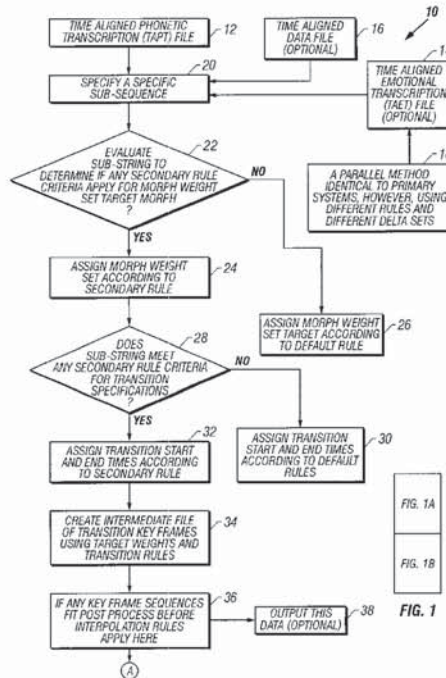 10
TIME ALIGNED PHONETIC
TRANSCRIPTION (TAPT) FILE
12
TIME ALIGNED
DATA FILE
(OPTIONAL)
16
TIME ALIGNED
EMOTIONAL
TRANSCRIPTION
(TAET) FILE
(OPTIONAL)
20
SPECIFY A SPECIFIC
SUB-SEQUENCE
22
EVALUATE
SUB-STRING TO
DETERMINE IF ANY SECONDARY RULE
CRITERIA APPLY FOR MORPH WEIGHT
SET TARGET MORPH
?
NO
YES
A PARALLEL METHOD
IDENTICAL TO PRIMARY
SYSTEMS, HOWEVER, USING
DIFFERENT RULES AND
DIFFERENT DELTA SETS
ASSIGN MORPH WEIGHT
SET ACCORDING TO
SECONDARY RULE
24
ASSIGN MORPH WEIGHT
SET TARGET ACCORDING
TO DEFAULT RULE
26
28
DOES
SUB-STRING MEET
ANY SECONDARY RULE CRITERIA
FOR TRANSITION
SPECIFICATIONS
?
NO
YES
32
ASSIGN TRANSITION START
AND END TIMES ACCORDING
TO SECONDARY RULE
ASSIGN TRANSITION
START AND END TIMES
ACCORDING TO DEFAULT
RULES
30
CREATE INTERMEDIATE FILE
OF TRANSITION KEY FRAMES
USING TARGET WEIGHTS AND
TRANSITION RULES
34
FIG. 1A
FIG. 1B
FIG. 1
36
IF ANY KEY FRAME SEQUENCES
FIT POST PROCESS BEFORE
INTERPOLATION RULES
APPLY HERE
OUTPUT THIS
DATA (OPTIONAL)
38
A